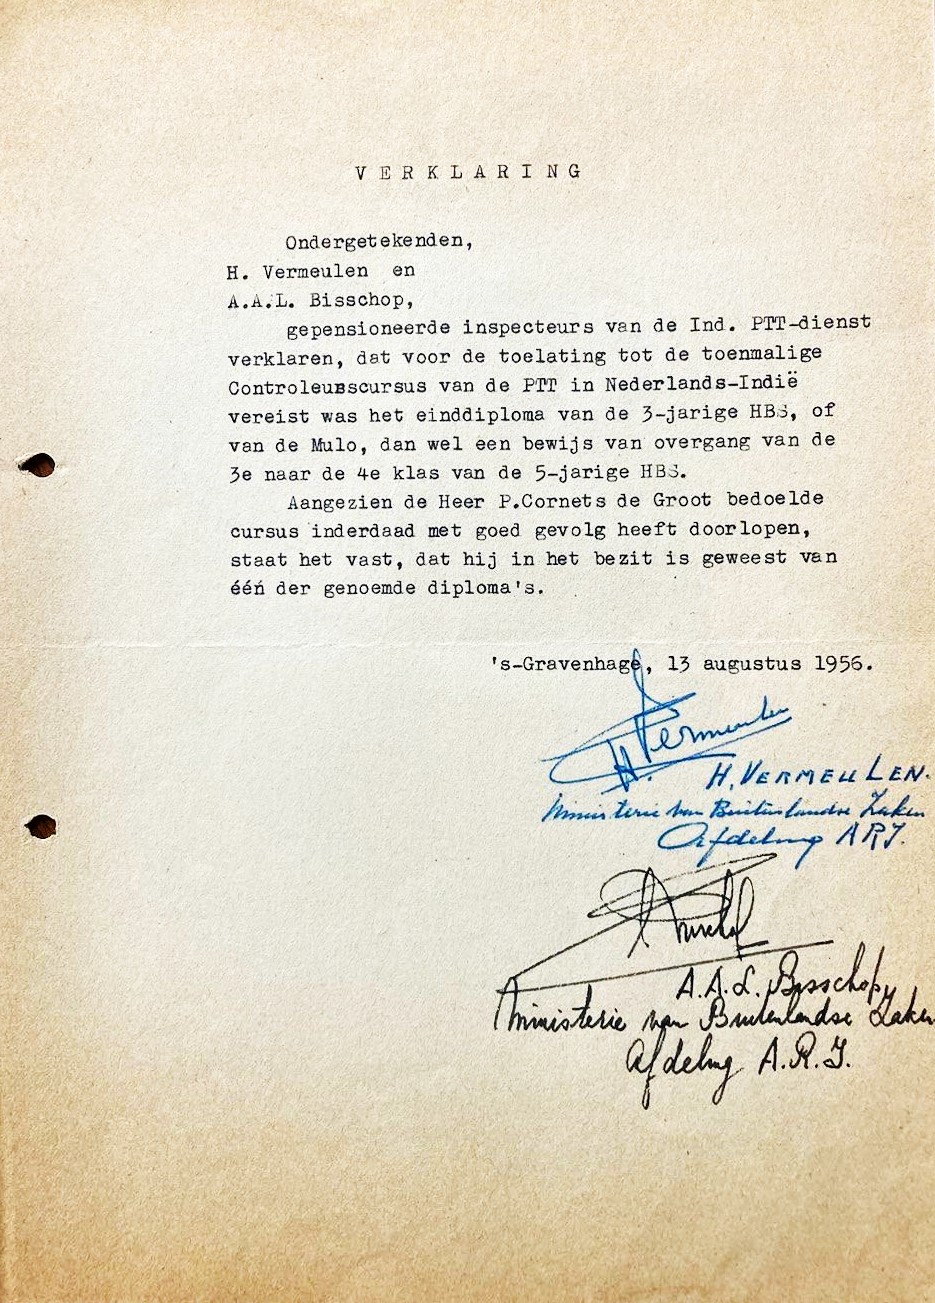 VERKLARING
Ondergetekenden,
H. Vermeulen en
A.A.L. Bisschop,
gepensioneerde inspecteurs van de Ind. PTT-dienst
verklaren, dat voor de toelating tot de toenmalige
Controleurscursus van de PTT in Nederlands-Indië
vereist was het einddiploma van de 3-jarige HBS, of
van de Mulo, dan wel een bewijs van overgang van de
3e naar de 4e klas van de 5-jarige HBS.
Aangezien de Heer P.Cornets de Groot bedoelde
cursus inderdaad met goed gevolg heeft doorlopen,
staat het vast, dat hij in het bezit is geweest van
één der genoemde diploma's.
's-Gravenhage, 13 augustus 1956.
H. Vermeulen
H. VERMEULEN.
Ministerie van Buitenlandse Zaken
Afdeling ARI.
A.A.L. Bisschop,
Ministerie van Buitenlandse Zaken
Afdeling A.R.I.